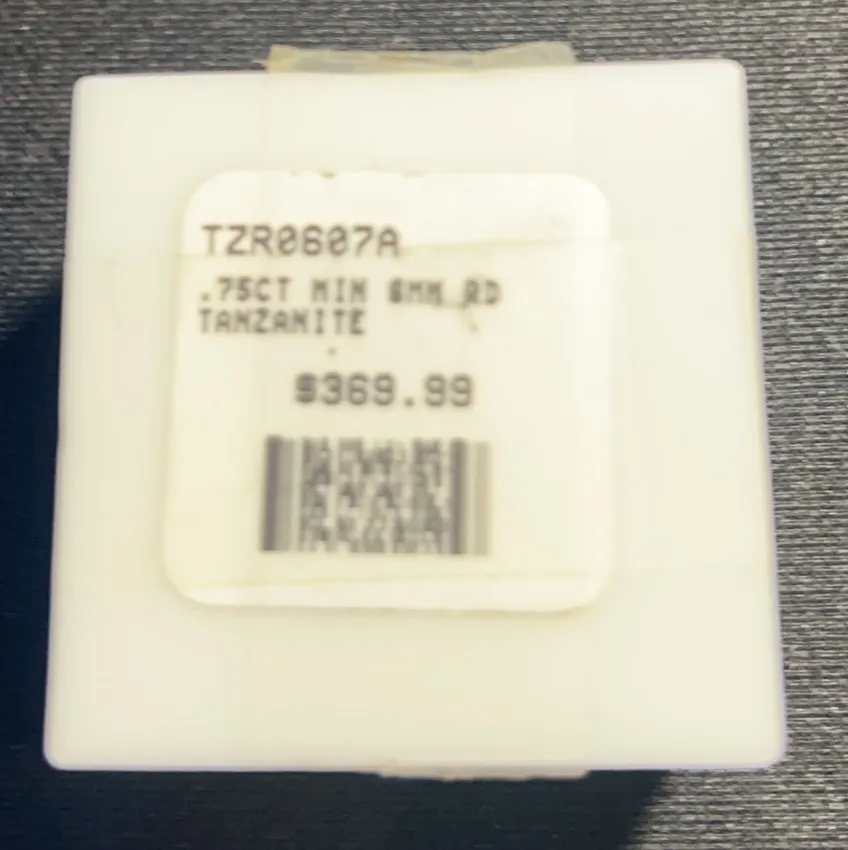 TZR0607A
.75CT MIN 6MM RD
TANZANITE
$369.99